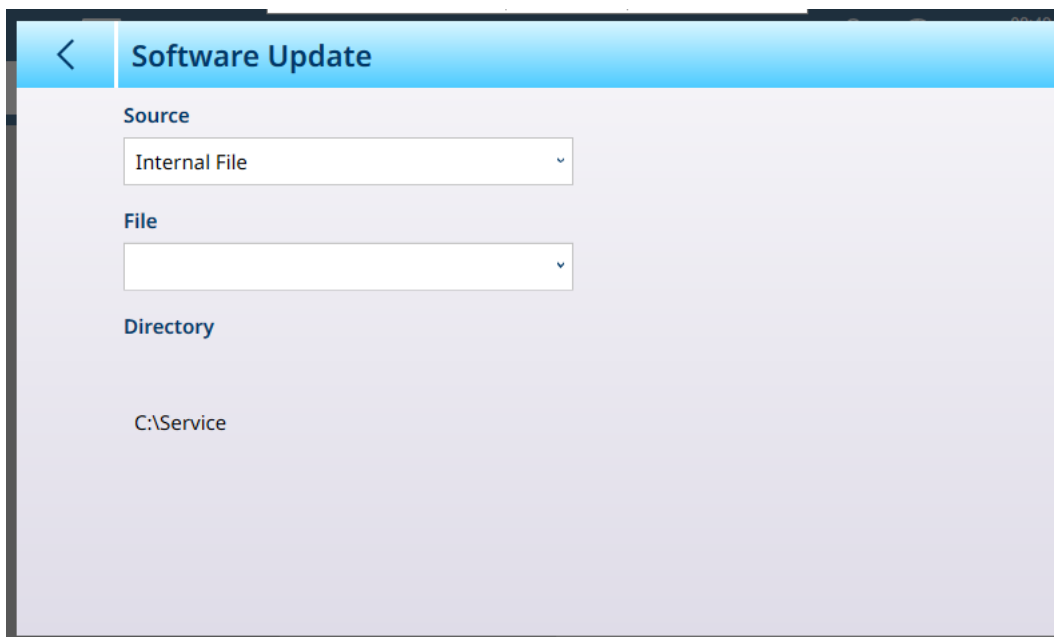 Software Update
Source
Internal File
File
Directory
C:\Service